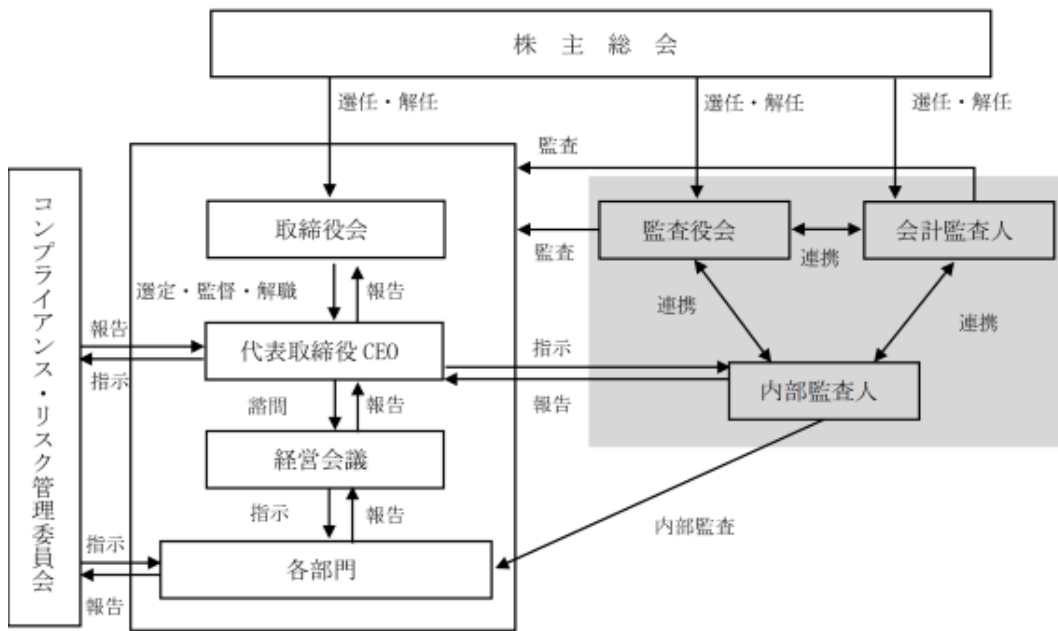 株 主 総 会
選任・解任
選任・解任
選任・解任
監査
コンプライアンス・リスク管理委員会
取締役会
監査役会
会計監査人
監査
連携
選定・監督・解職
報告
連携
連携
報告
代表取締役 CEO
指示
指示
報告
内部監査人
諮問
報告
経営会議
指示
報告
内部監査
指示
各部門
報告